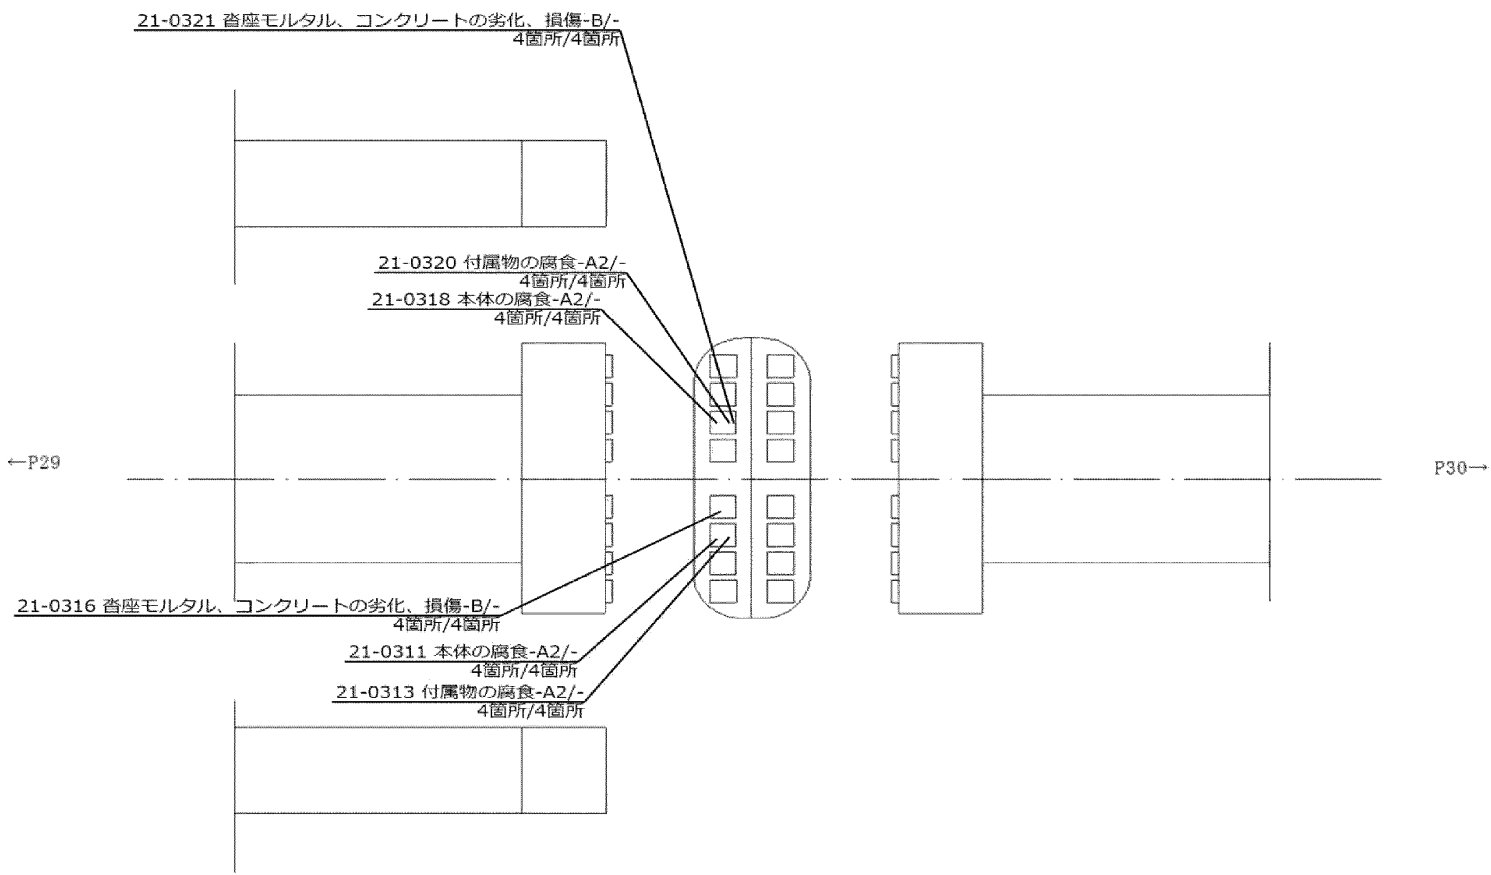 21-0321 沓座モルタル、コンクリートの劣化、損傷-B/-
4箇所/4箇所
21-0320 付属物の腐食-A2/-
4箇所/4箇所
21-0318 本体の腐食-A2/-
4箇所/4箇所
←P29
P30→
21-0316 沓座モルタル、コンクリートの劣化、損傷-B/-
4箇所/4箇所
21-0311 本体の腐食-A2/-
4箇所/4箇所
21-0313 付属物の腐食-A2/-
4箇所/4箇所